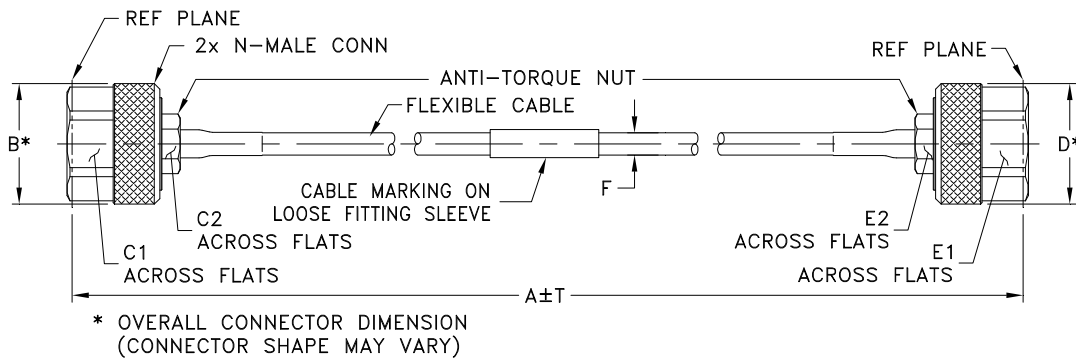 REF PLANE
2x N-MALE CONN
REF PLANE
ANTI-TORQUE NUT
FLEXIBLE CABLE
B*
D*
CABLE MARKING ON
LOOSE FITTING SLEEVE
F
C2
ACROSS FLATS
E2
ACROSS FLATS
C1
ACROSS FLATS
E1
ACROSS FLATS
A±T
* OVERALL CONNECTOR DIMENSION
(CONNECTOR SHAPE MAY VARY)